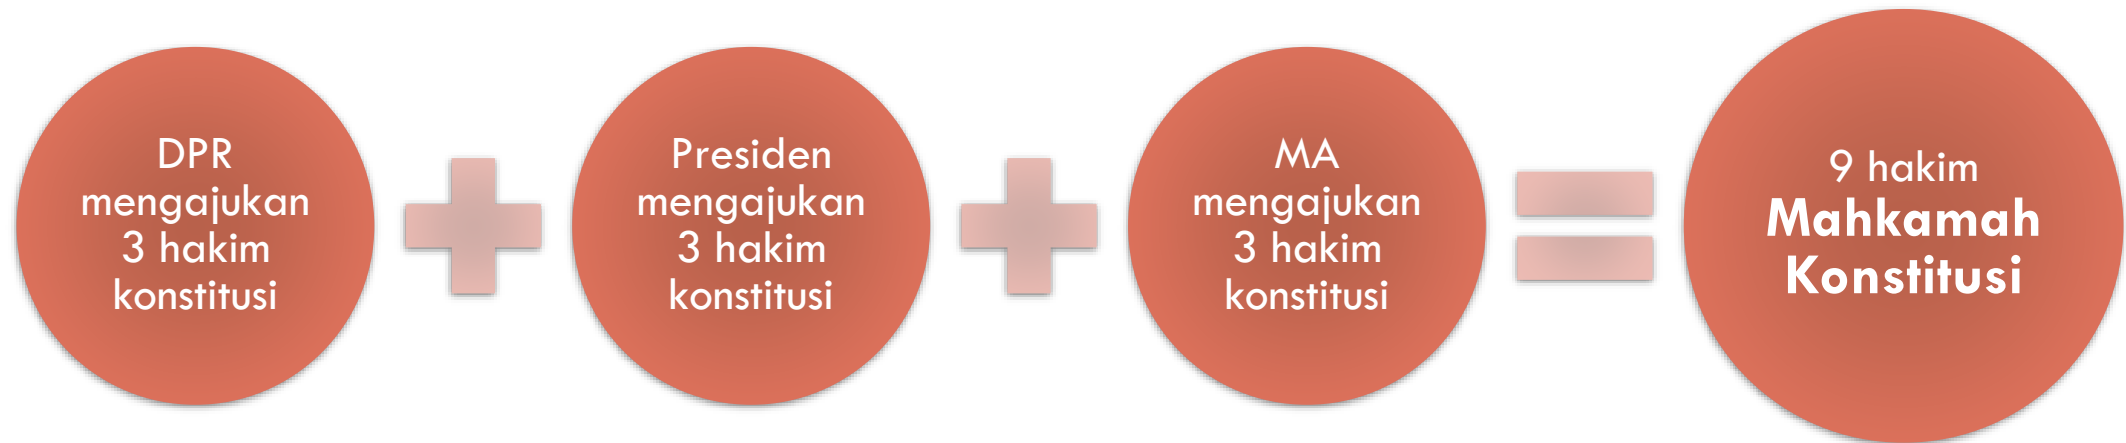 DPR
mengajukan
3 hakim
konstitusi
Presiden
mengajukan
3 hakim
konstitusi
MA
mengajukan
3 hakim
konstitusi
9 hakim
Mahkamah
Konstitusi